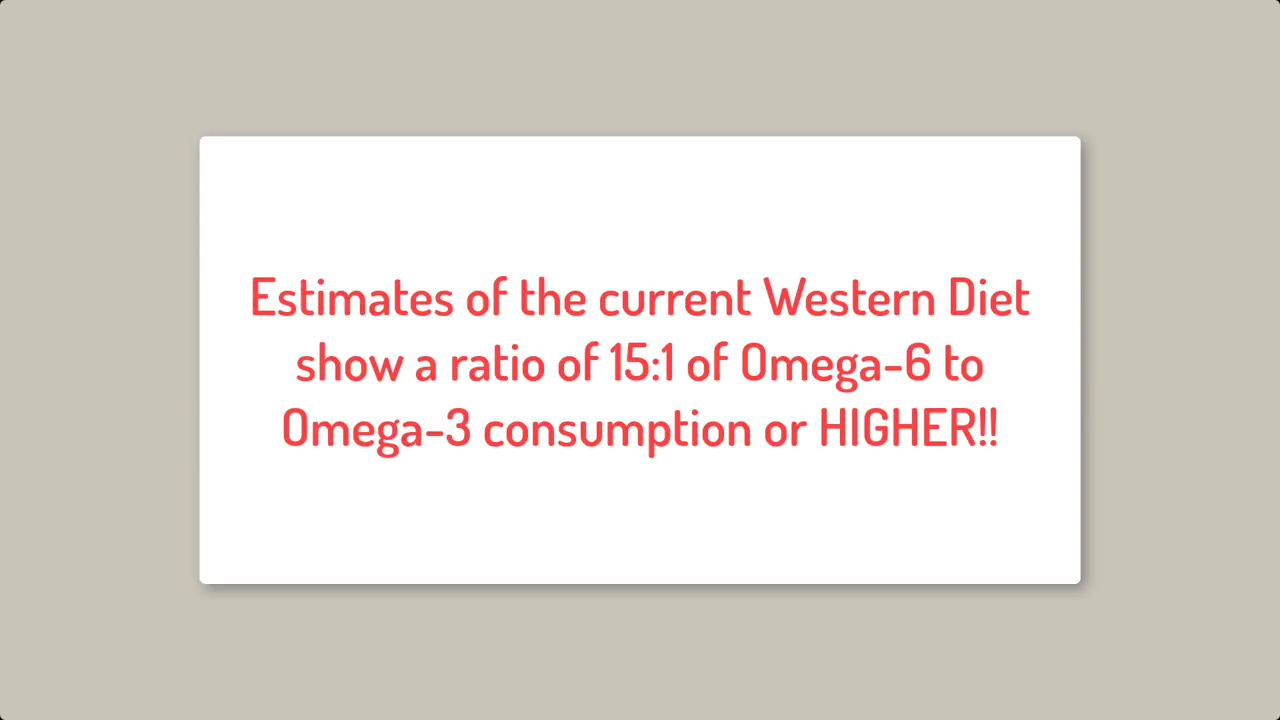 Estimates of the current Western Diet
show a ratio of 15:1 of Omega-6 to
Omega-3 consumption or HIGHER!!